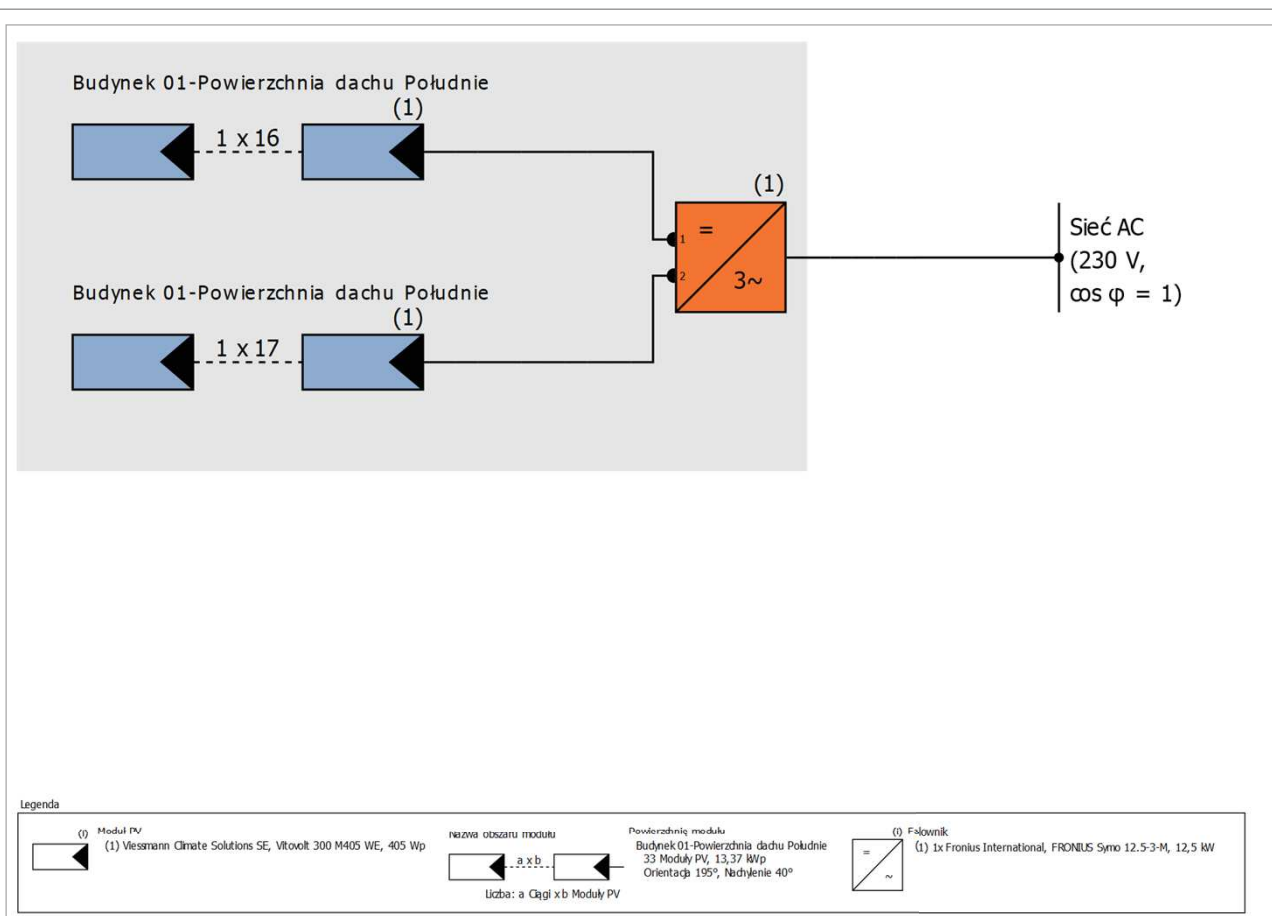 Budynek 01-Powierzchnia dachu Południe
(1)
1 x 16
Budynek 01-Powierzchnia dachu Południe
(1)
1 x 17
(1)
=
1
2
3~
Sieć AC
(230 V,
cos φ = 1)
Legenda
(i) Moduł PV
(1) Viessmann Climate Solutions SE, Vitovolt 300 M405 WE, 405 Wp
Nazwa obszaru modułu
a x b
Liczba: a Ciągi x b Moduły PV
Powierzchnię modułu
Budynek 01-Powierzchnia dachu Południe
33 Moduły PV, 13,37 kWp
Orientacja 195°, Nachylenie 40°
(i) Falownik
= ~
(1) 1x Fronius International, FRONIUS Symo 12.5-3-M, 12,5 kW